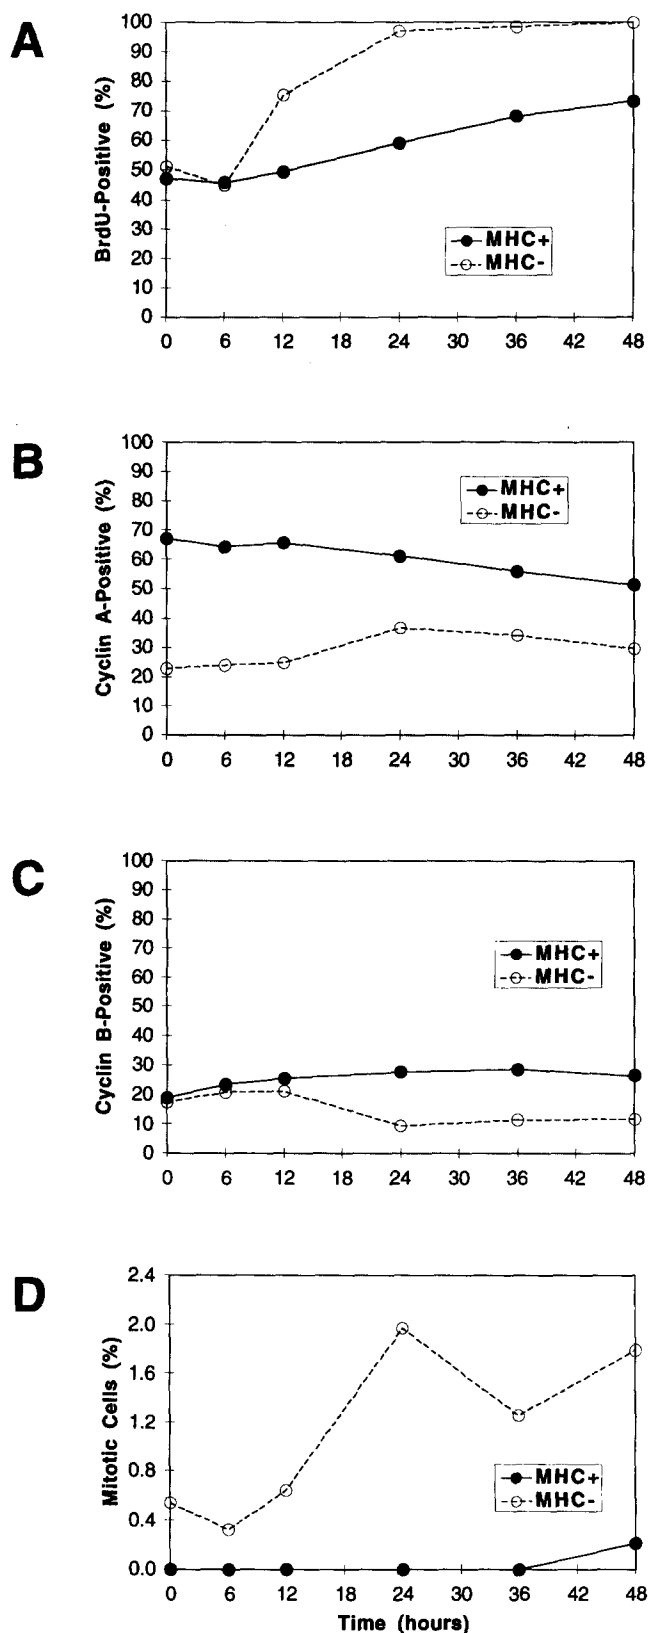 A
BrdU-Positive (%)
100
90
80
70
60
50
40
30
20
10
0
MHC+
MHC-
0 6 12 18 24 30 36 42 48
B
Cyclin A-Positive (%)
100
90
80
70
60
50
40
30
20
10
0
MHC+
MHC-
0 6 12 18 24 30 36 42 48
C
Cyclin B-Positive (%)
100
90
80
70
60
50
40
30
20
10
0
MHC+
MHC-
0 6 12 18 24 30 36 42 48
D
Mitotic Cells (%)
2.4
2.0
1.6
1.2
0.8
0.4
0.0
MHC+
MHC-
0 6 12 18 24 30 36 42 48
Time (hours)